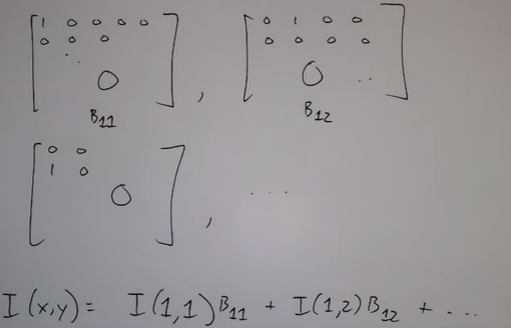 [1 0 0 0 0 0 0 0 .. 0], [0 1 0 0 0 0 0 0 0 ..]
B11 B12
[0 0 1 0 0], ...
I(x,y) = I(1,1)B11 + I(1,2)B12 + ...